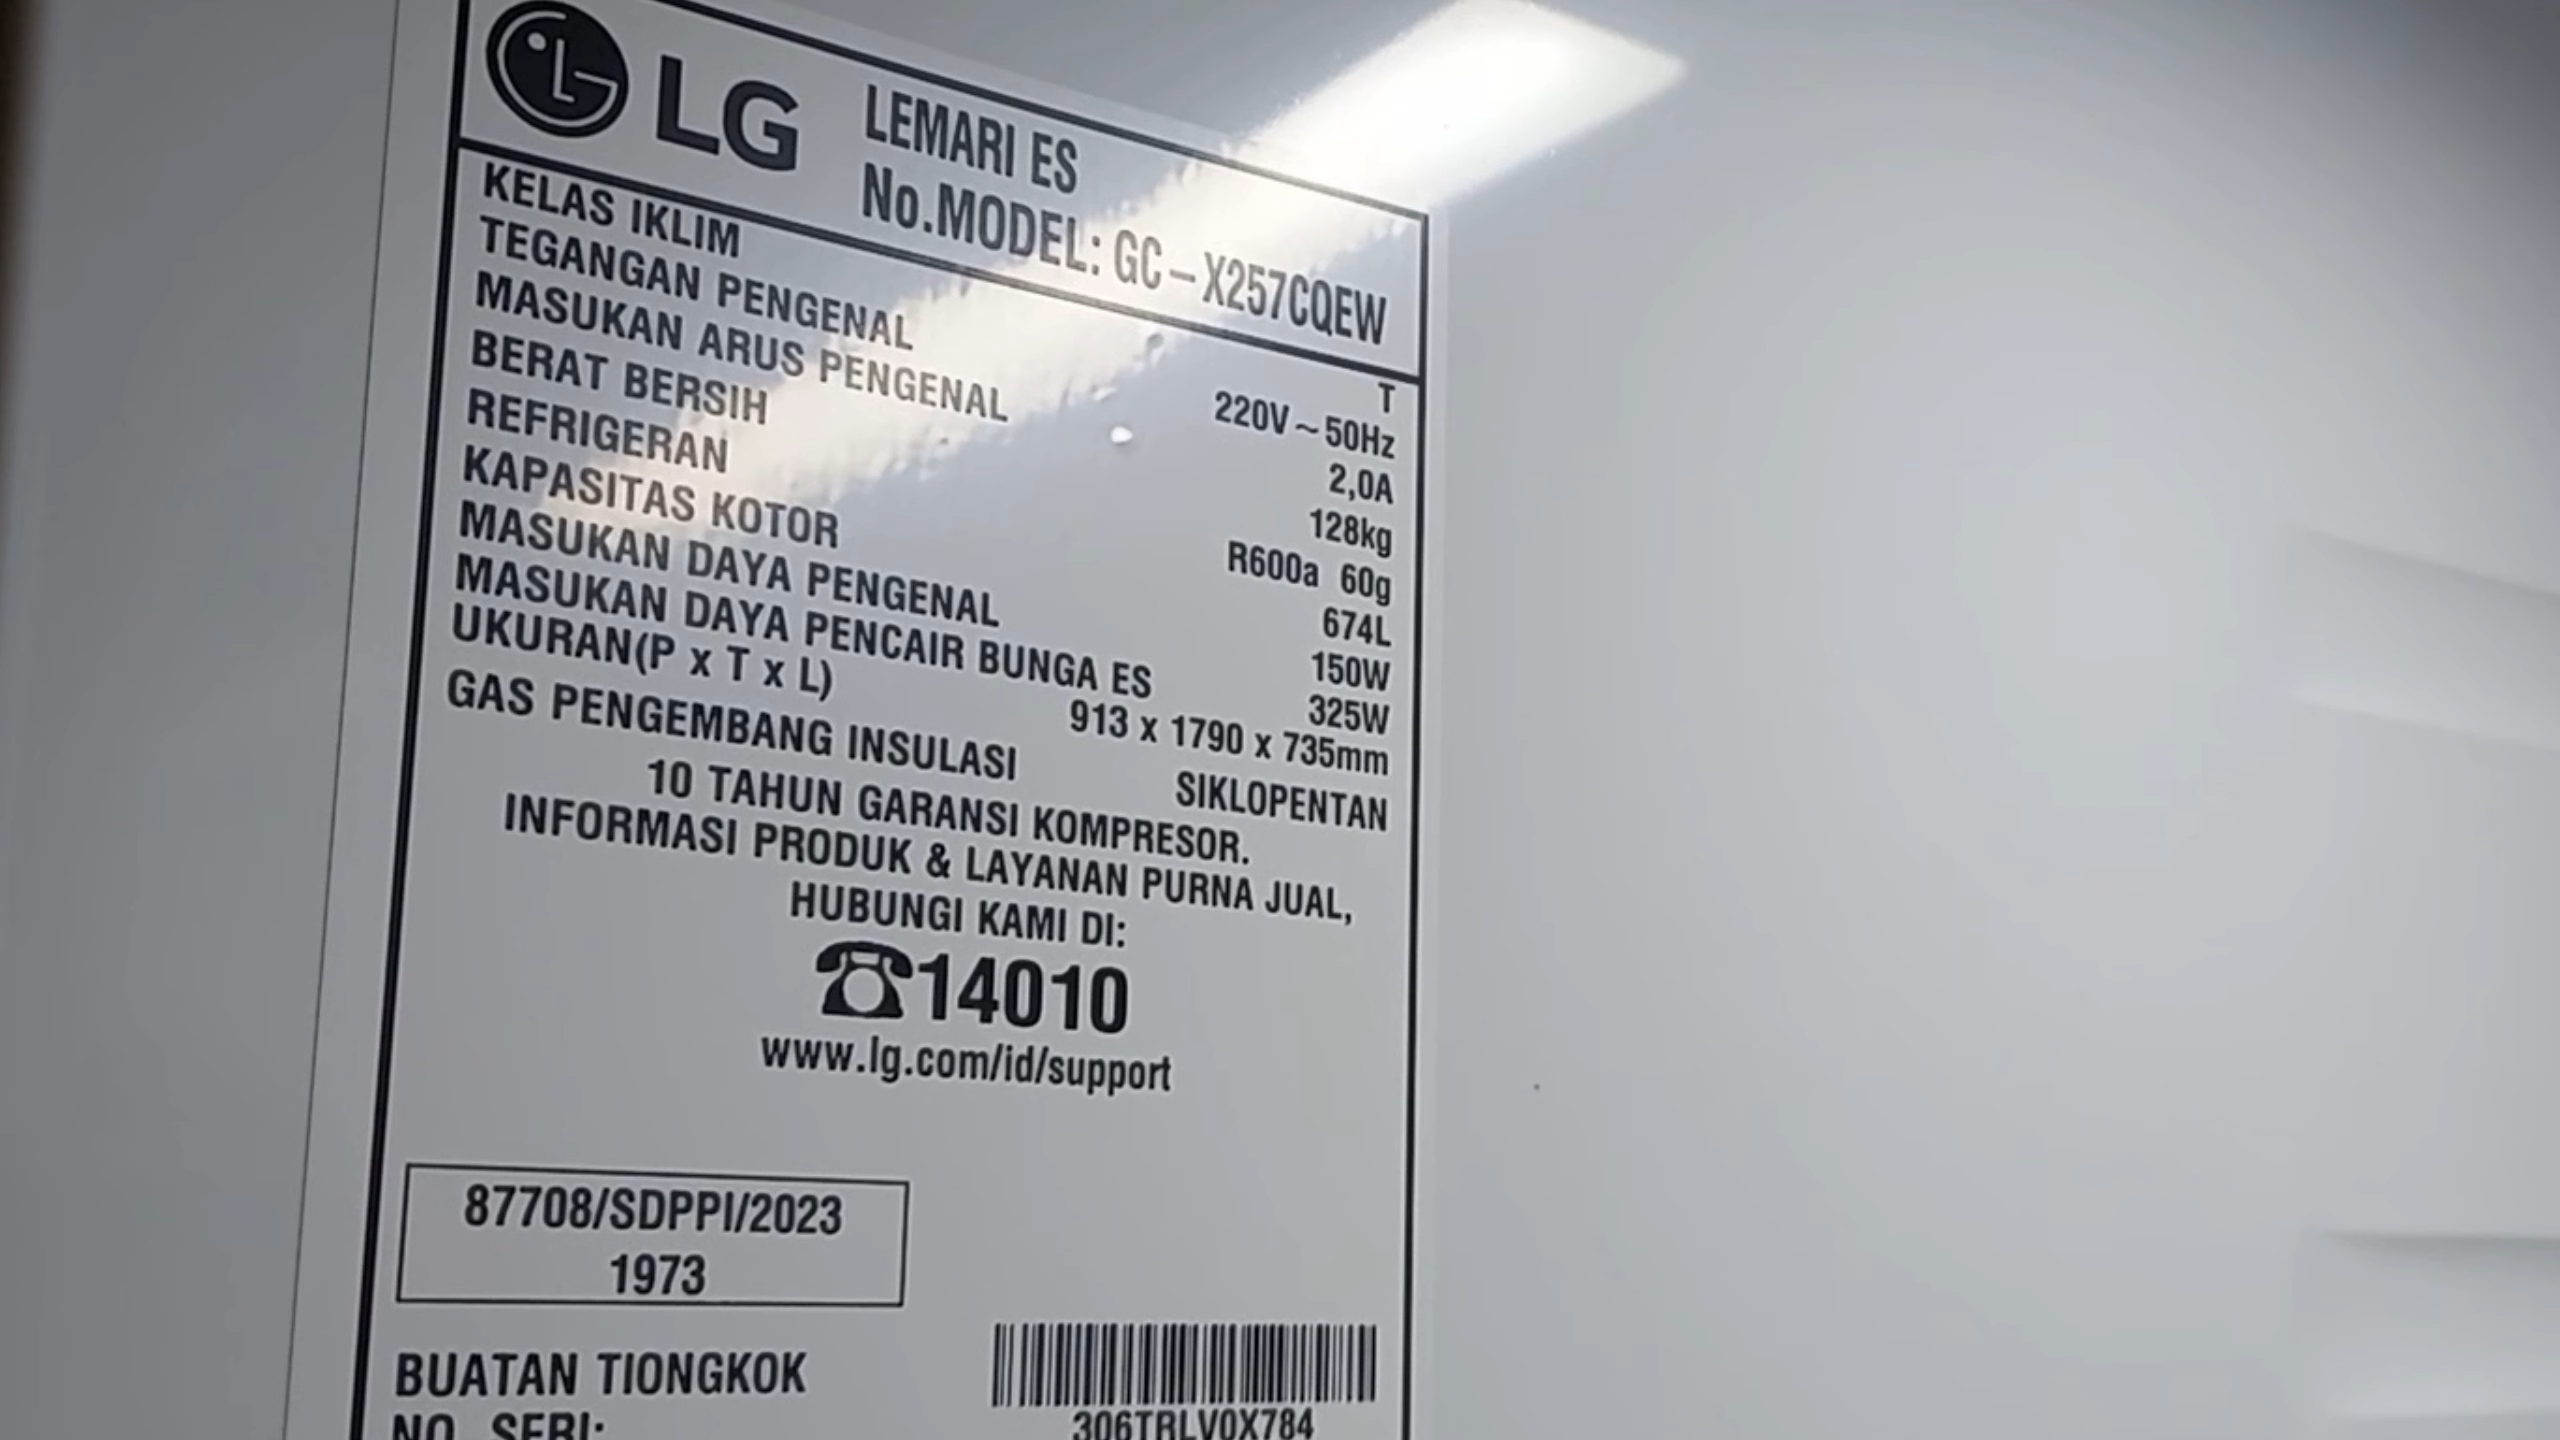 LG LEMARI ES
No.MODEL: GC-X257CQEW
KELAS IKLIM T
TEGANGAN PENGENAL 220V~50Hz
MASUKAN ARUS PENGENAL 2,0A
BERAT BERSIH 128kg
REFRIGERAN R600a 60g
KAPASITAS KOTOR 674L
MASUKAN DAYA PENGENAL 150W
MASUKAN DAYA PENCAIR BUNGA ES 325W
UKURAN(P x T x L) 913 x 1790 x 735mm
GAS PENGEMBANG INSULASI SIKLOPENTAN
10 TAHUN GARANSI KOMPRESOR.
INFORMASI PRODUK & LAYANAN PURNA JUAL,
HUBUNGI KAMI DI:
☎14010
www.lg.com/id/support
87708/SDPPI/2023
1973
BUATAN TIONGKOK
NO. SERI: 306TRLV0X784